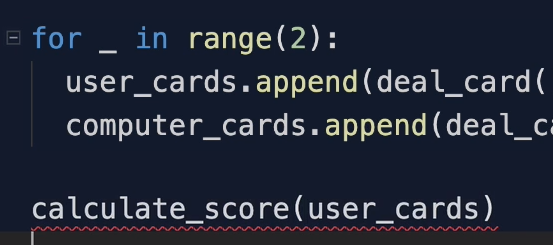 for _ in range(2):
user_cards.append(deal_card(
computer_cards.append(deal_ca
calculate_score(user_cards)